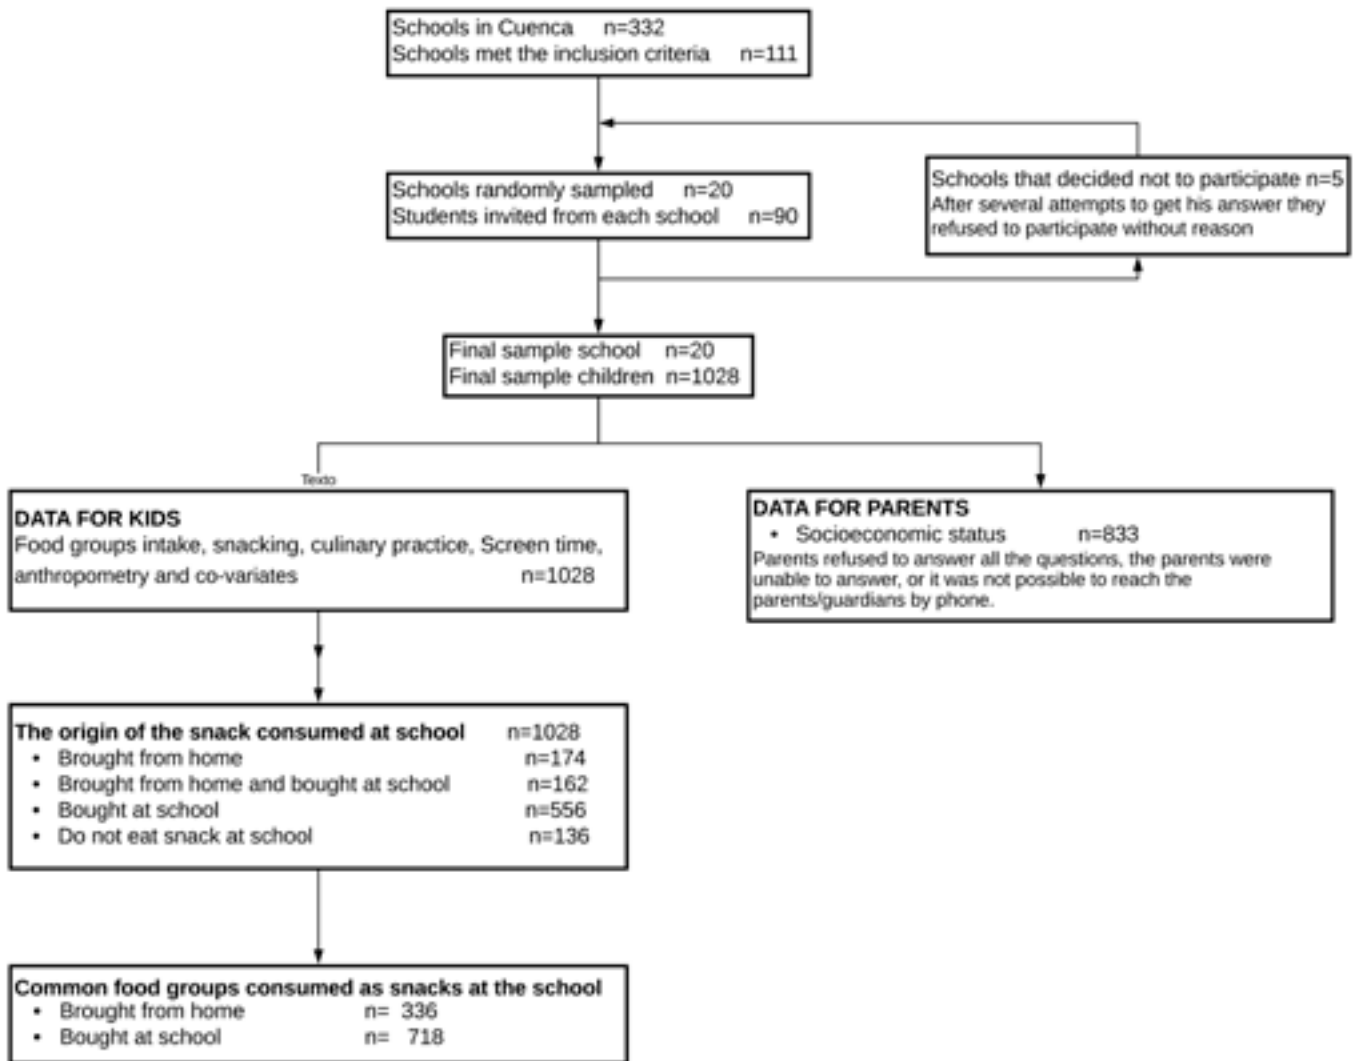 Schools in Cuenca n=332
Schools met the inclusion criteria n=111
Schools randomly sampled n=20
Students invited from each school n=90
Schools that decided not to participate n=5
After several attempts to get his answer they
refused to participate without reason
Final sample school n=20
Final sample children n=1028
Texto
DATA FOR KIDS
Food groups intake, snacking, culinary practice, Screen time,
anthropometry and co-variates n=1028
DATA FOR PARENTS
• Socioeconomic status n=833
Parents refused to answer all the questions, the parents were
unable to answer, or it was not possible to reach the
parents/guardians by phone.
The origin of the snack consumed at school n=1028
• Brought from home n=174
• Brought from home and bought at school n=162
• Bought at school n=556
• Do not eat snack at school n=136
Common food groups consumed as snacks at the school
• Brought from home n= 336
• Bought at school n= 718